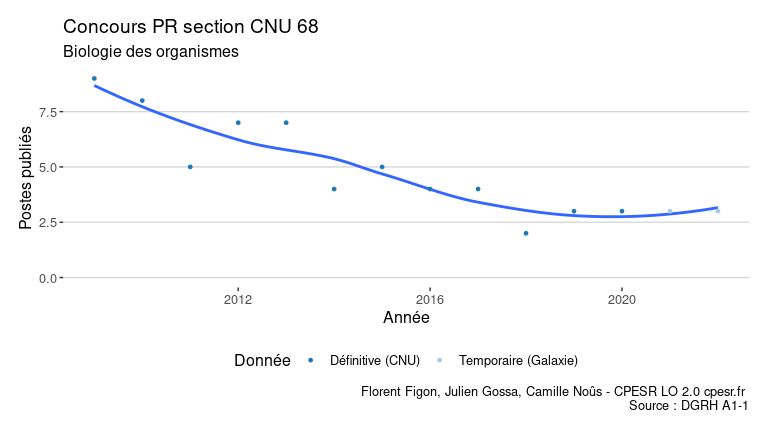 Concours PR section CNU 68
Biologie des organismes
Postes publiés
7.5
5.0
2.5
0.0
2012 2016 2020
Année
Donnée Définitive (CNU) Temporaire (Galaxie)
Florent Figon, Julien Gossa, Camille Noûs - CPESR LO 2.0 cpesr.fr
Source : DGRH A1-1